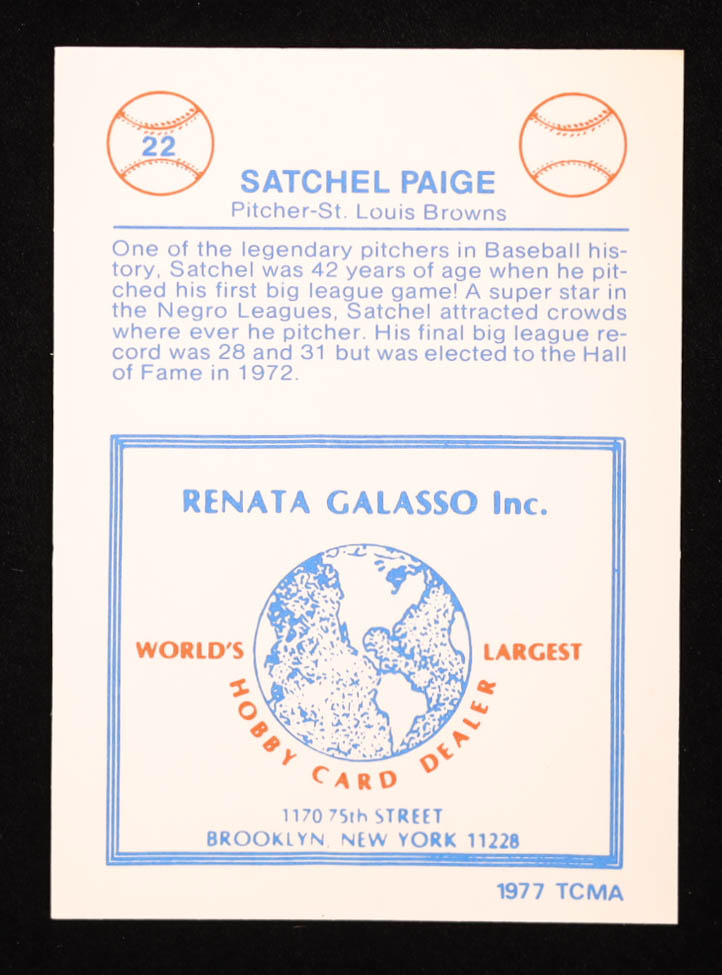 22
SATCHEL PAIGE
Pitcher-St. Louis Browns
One of the legendary pitchers in Baseball his-
tory, Satchel was 42 years of age when he pit-
ched his first big league game! A super star in
the Negro Leagues, Satchel attracted crowds
where ever he pitcher. His final big league re-
cord was 28 and 31 but was elected to the Hall
of Fame in 1972.
RENATA GALASSO Inc.
WORLD'S LARGEST
HOBBY CARD DEALER
1170 75th STREET
BROOKLYN, NEW YORK 11228
1977 TCMA